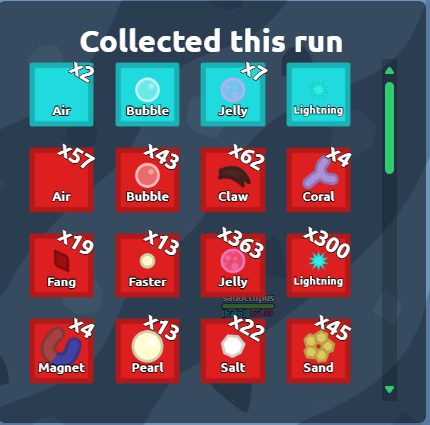 Collected this run
x2 x7
Air Bubble Jelly Lightning
x57 x43 x62 x4
Air Bubble Claw Coral
x19 x13 x363 x300
Fang Faster Jelly Lightning
sadoctopus
x4 x13 x22 x45
Magnet Pearl Salt Sand